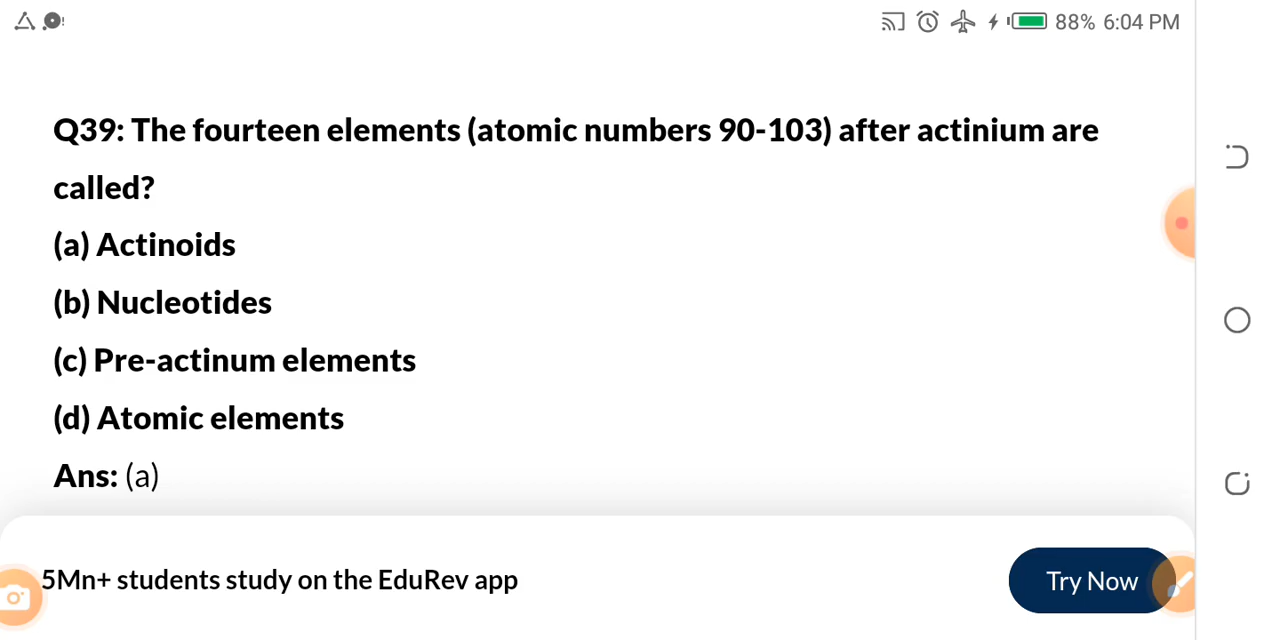 88% 6:04 PM
Q39: The fourteen elements (atomic numbers 90-103) after actinium are
called?
(a) Actinoids
(b) Nucleotides
(c) Pre-actinum elements
(d) Atomic elements
Ans: (a)
5Mn+ students study on the EduRev app
Try Now